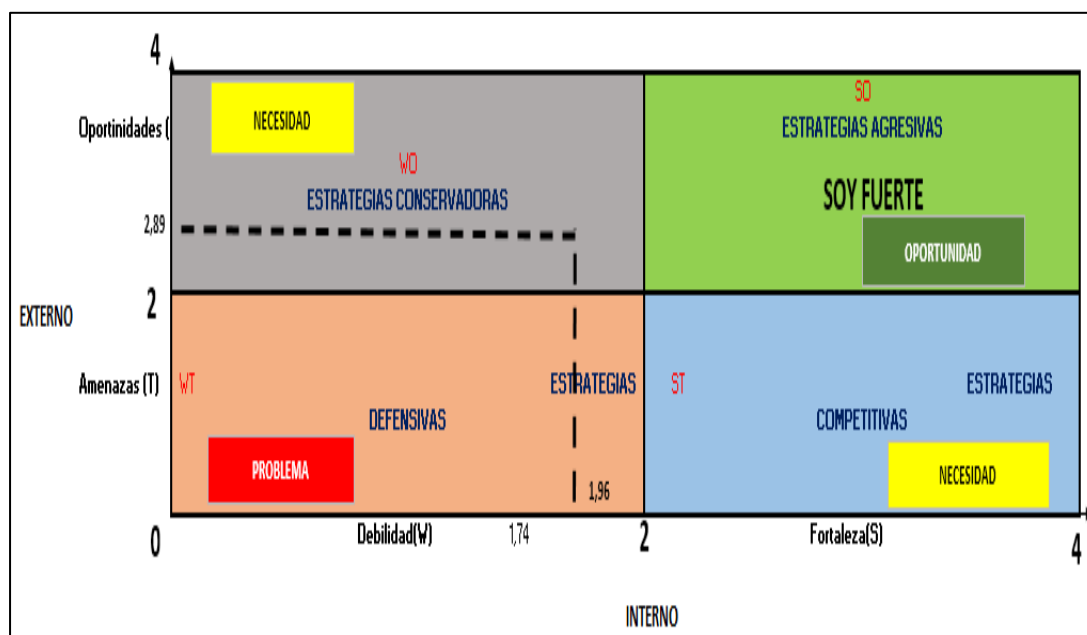 4
Oportinidades (
NECESIDAD
WO
ESTRATEGIAS CONSERVADORAS
SO
ESTRATEGIAS AGRESIVAS
SOY FUERTE
OPORTUNIDAD
2,89
2
EXTERNO
Amenazas (T)
WT
ESTRATEGIAS
DEFENSIVAS
PROBLEMA
1,96
ST
ESTRATEGIAS
COMPETITIVAS
NECESIDAD
0
Debilidad(W)
1,74
2
Fortaleza(S)
4
INTERNO